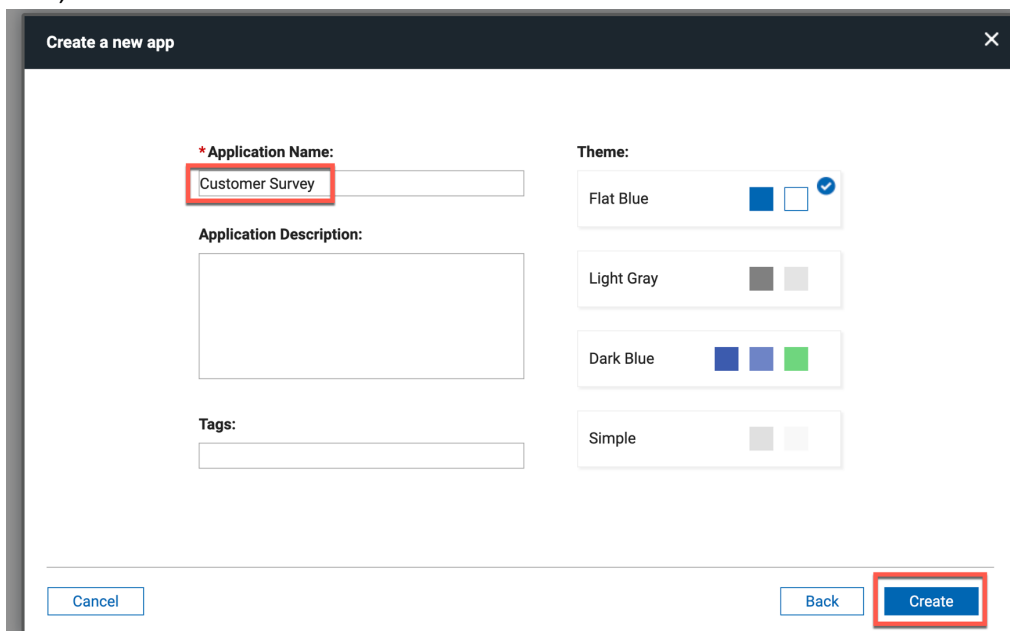 Create a new app
*Application Name:
Customer Survey
Application Description:
Tags:
Theme:
Flat Blue
Light Gray
Dark Blue
Simple
Cancel
Back
Create